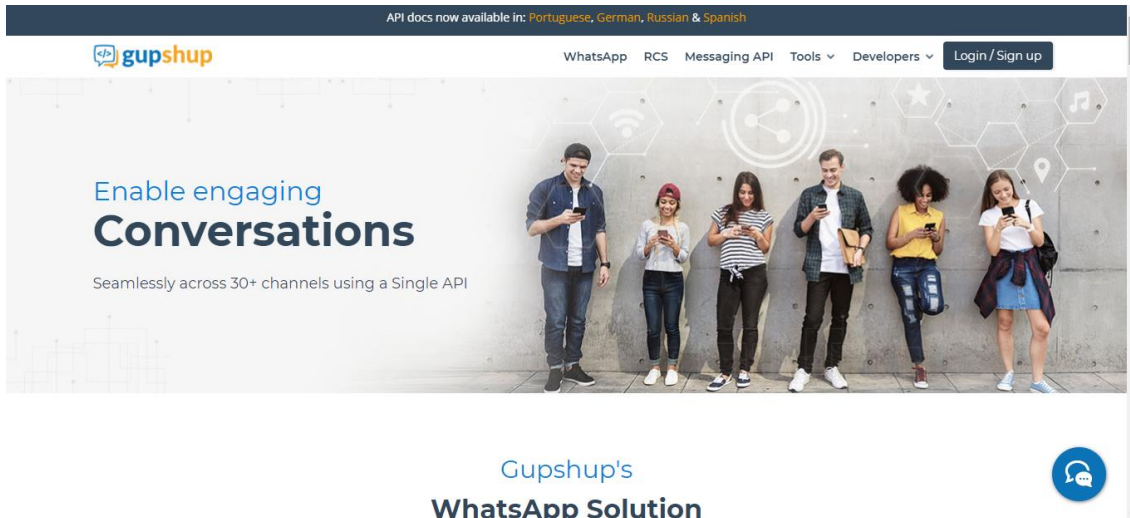 API docs now available in: Portuguese, German, Russian & Spanish
gupshup
WhatsApp RCS Messaging API Tools Developers Login / Sign up
Enable engaging
Conversations
Seamlessly across 30+ channels using a Single API
Gupshup's
WhatsApp Solution